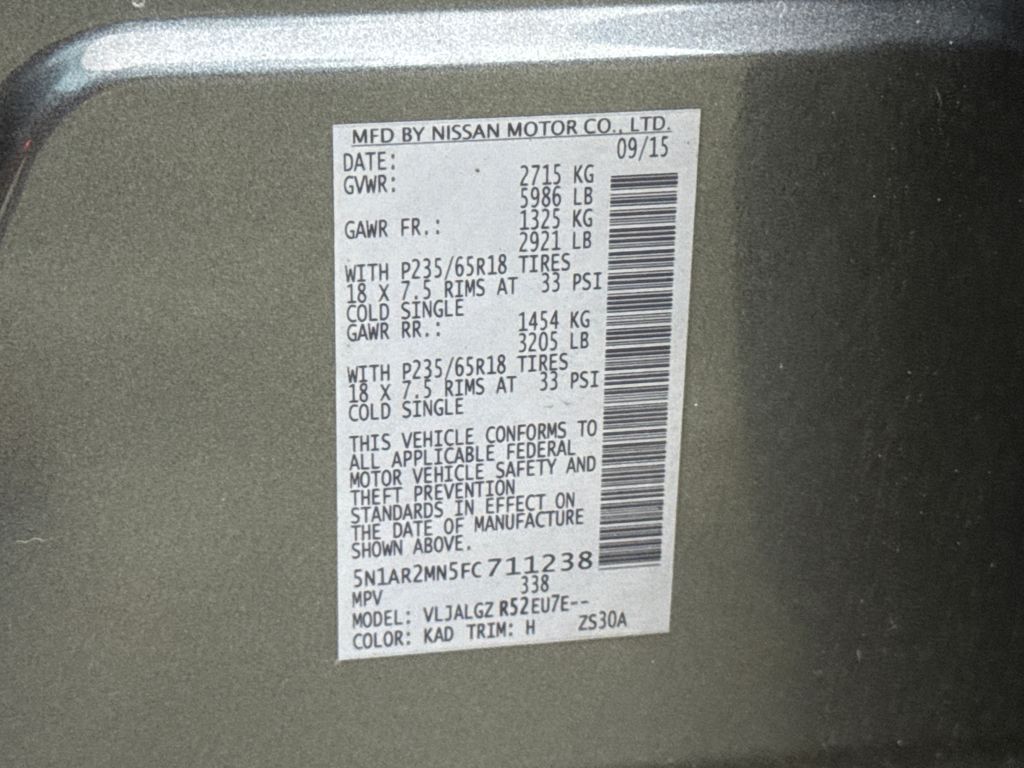 MFD BY NISSAN MOTOR CO., LTD.
DATE: 09/15
GVWR: 2715 KG
5986 LB
GAWR FR.: 1325 KG
2921 LB
WITH P235/65R18 TIRES
18 X 7.5 RIMS AT 33 PSI
COLD SINGLE
GAWR RR.: 1454 KG
3205 LB
WITH P235/65R18 TIRES
18 X 7.5 RIMS AT 33 PSI
COLD SINGLE
THIS VEHICLE CONFORMS TO
ALL APPLICABLE FEDERAL
MOTOR VEHICLE SAFETY AND
THEFT PREVENTION
STANDARDS IN EFFECT ON
THE DATE OF MANUFACTURE
SHOWN ABOVE.
5N1AR2MN5FC711238
MPV 338
MODEL: VLJALGZ R52EU7E--
COLOR: KAD TRIM: H ZS30A